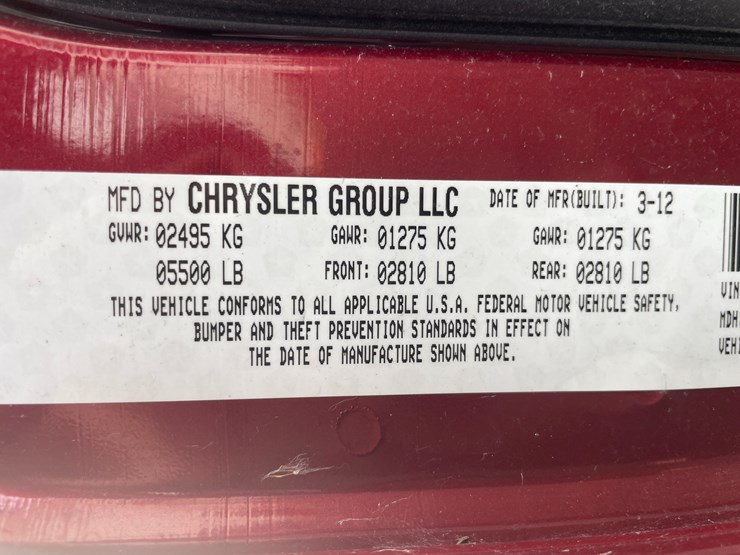 MFD BY CHRYSLER GROUP LLC DATE OF MFR(BUILT): 3-12
GVWR: 02495 KG GAWR: 01275 KG GAWR: 01275 KG
05500 LB FRONT: 02810 LB REAR: 02810 LB
THIS VEHICLE CONFORMS TO ALL APPLICABLE U.S.A. FEDERAL MOTOR VEHICLE SAFETY,
BUMPER AND THEFT PREVENTION STANDARDS IN EFFECT ON
THE DATE OF MANUFACTURE SHOWN ABOVE.
VIN
MDH